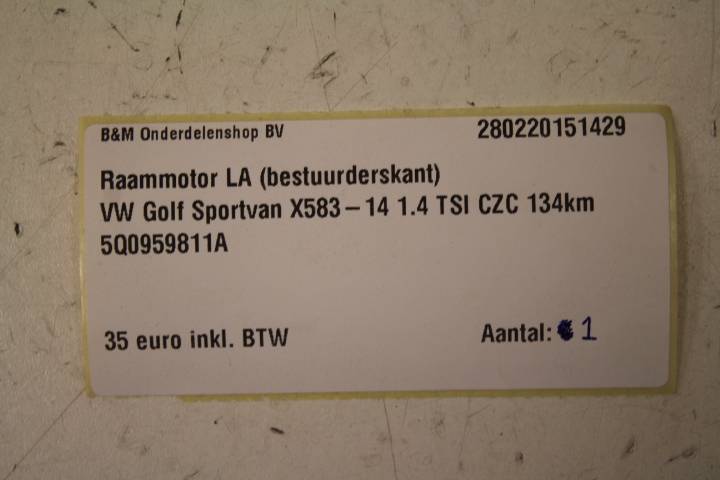 B&M Onderdelenshop BV 280220151429
Raammotor LA (bestuurderskant)
VW Golf Sportvan X583-14 1.4 TSI CZC 134km
5Q0959811A
35 euro inkl. BTW Aantal: 1